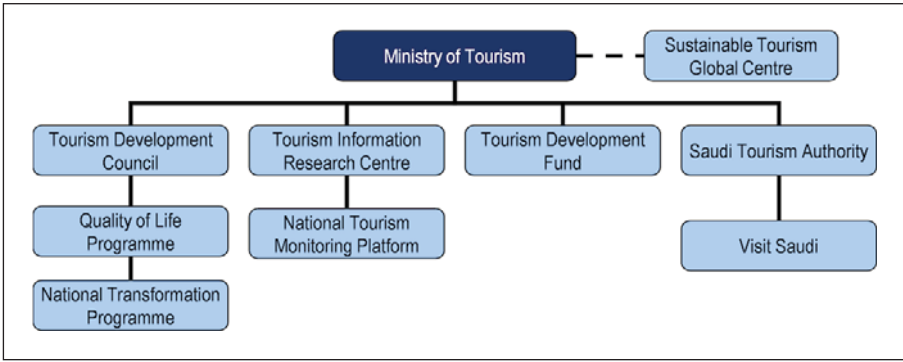 Ministry of Tourism
Sustainable Tourism
Global Centre
Tourism Development
Council
Tourism Information
Research Centre
Tourism Development
Fund
Saudi Tourism Authority
Quality of Life
Programme
National Tourism
Monitoring Platform
Visit Saudi
National Transformation
Programme